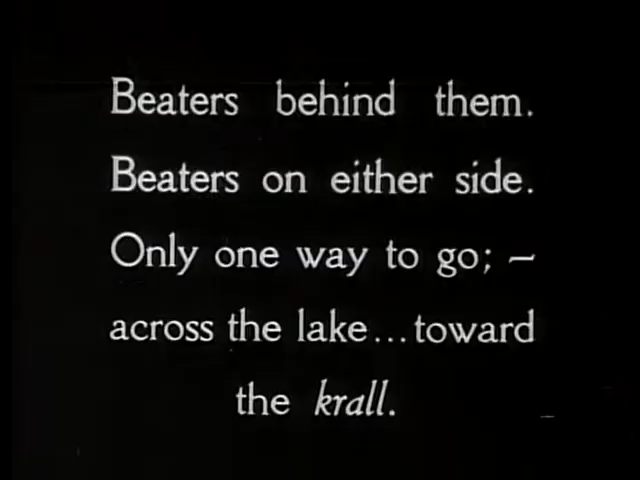 Beaters behind them.
Beaters on either side.
Only one way to go; –
across the lake...toward
the krall.